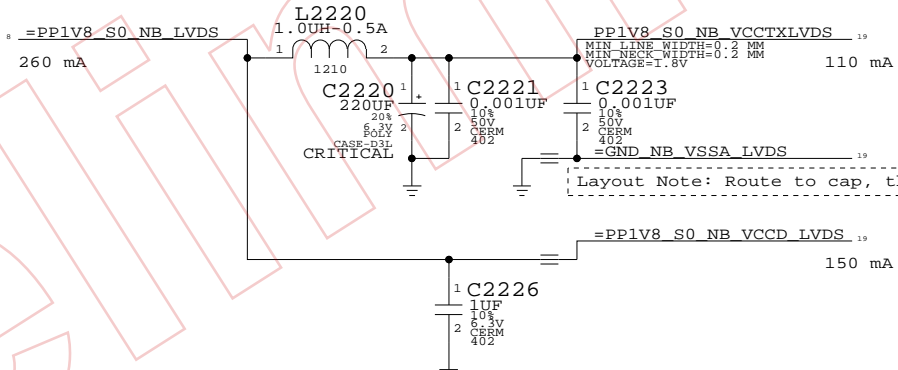 L2220
1.0UH-0.5A
8 =PP1V8_S0_NB_LVDS
260 mA
1 2
1210
PP1V8_S0_NB_VCCTXLVDS 19
MIN_LINE_WIDTH=0.2 MM
MIN_NECK_WIDTH=0.2 MM
VOLTAGE=1.8V
110 mA
C2220
220UF
20%
6.3V
POLY
CASE-D3L
CRITICAL
1
+
2
C2221
0.001UF
10%
50V
CERM
402
1
2
C2223
0.001UF
10%
50V
CERM
402
1
2
=GND_NB_VSSA_LVDS 19
Layout Note: Route to cap, t
=PP1V8_S0_NB_VCCD_LVDS 19
150 mA
C2226
1UF
10%
6.3V
CERM
402
1
2